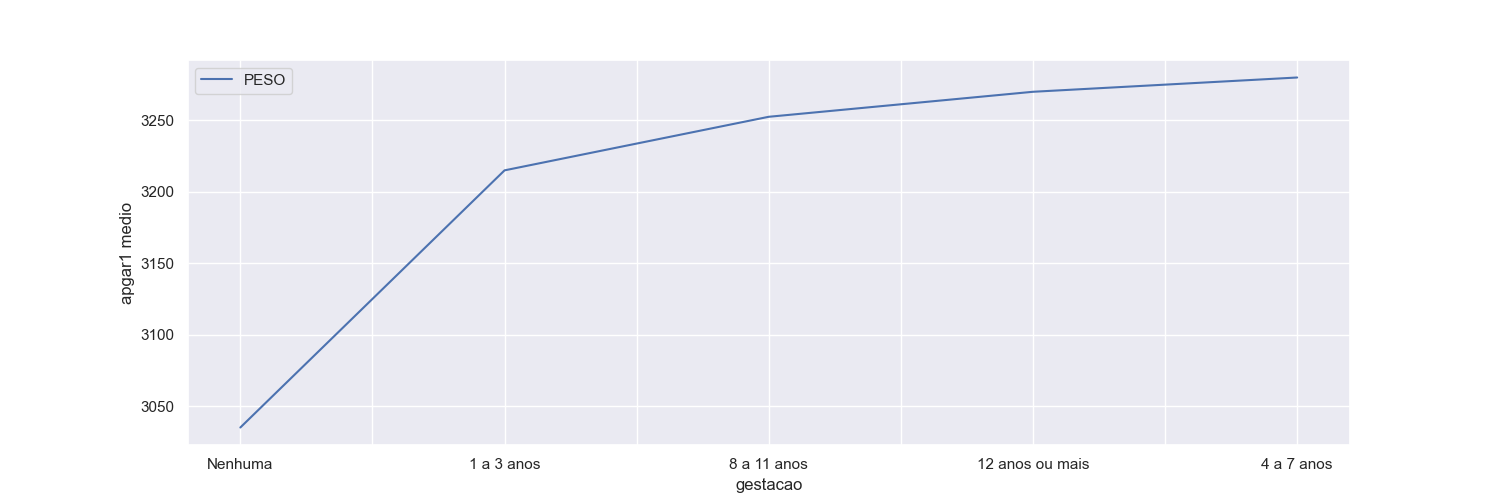 PESO
apgar1 medio
3250
3200
3150
3100
3050
Nenhuma
1 a 3 anos
8 a 11 anos
12 anos ou mais
4 a 7 anos
gestacao